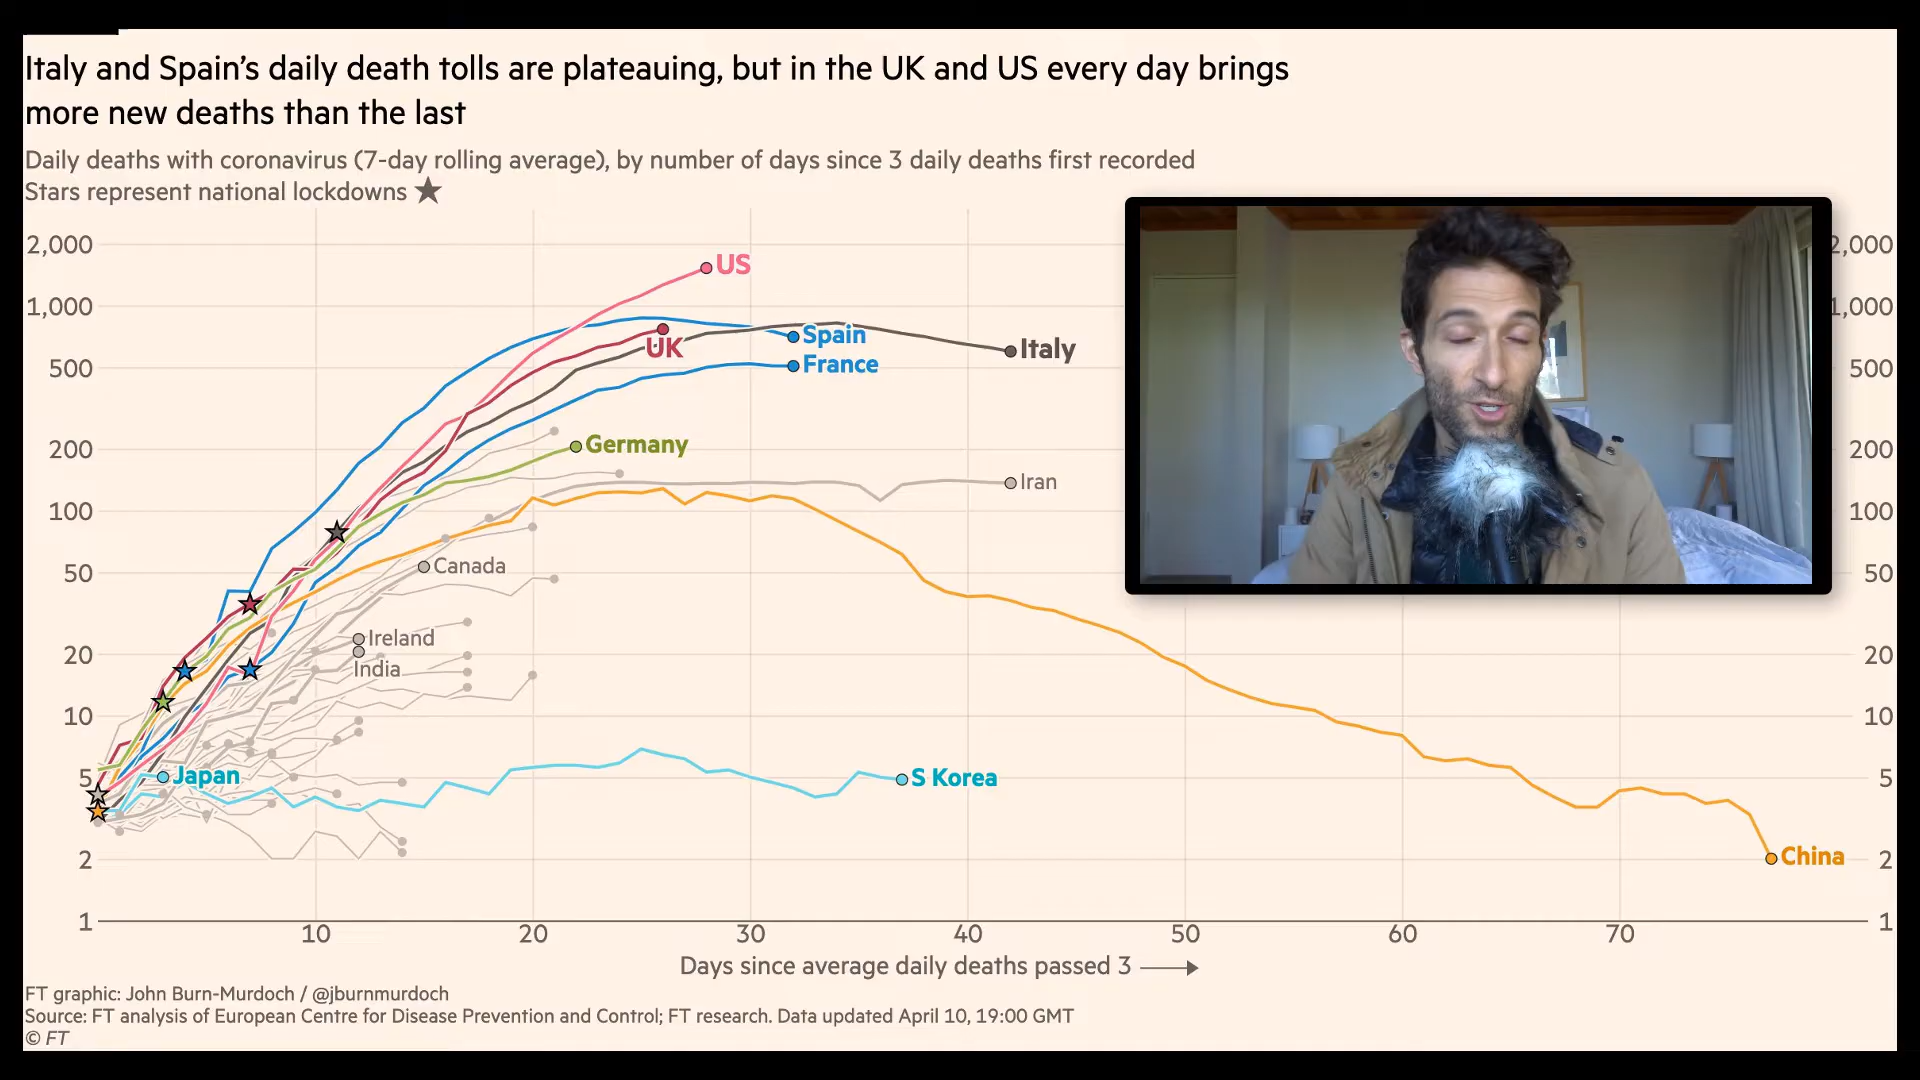 Italy and Spain's daily death tolls are plateauing, but in the UK and US every day brings
more new deaths than the last
Daily deaths with coronavirus (7-day rolling average), by number of days since 3 daily deaths first recorded
Stars represent national lockdowns ★
2,000
1,000
500
200
100
50
20
10
5
2
1
US
Spain
UK
Italy
France
Germany
Iran
Canada
Ireland
India
Japan
S Korea
China
2,000
1,000
500
200
100
50
20
10
5
2
1
10 20 30 40 50 60 70
Days since average daily deaths passed 3
FT graphic: John Burn-Murdoch / @jburnmurdoch
Source: FT analysis of European Centre for Disease Prevention and Control; FT research. Data updated April 10, 19:00 GMT
© FT